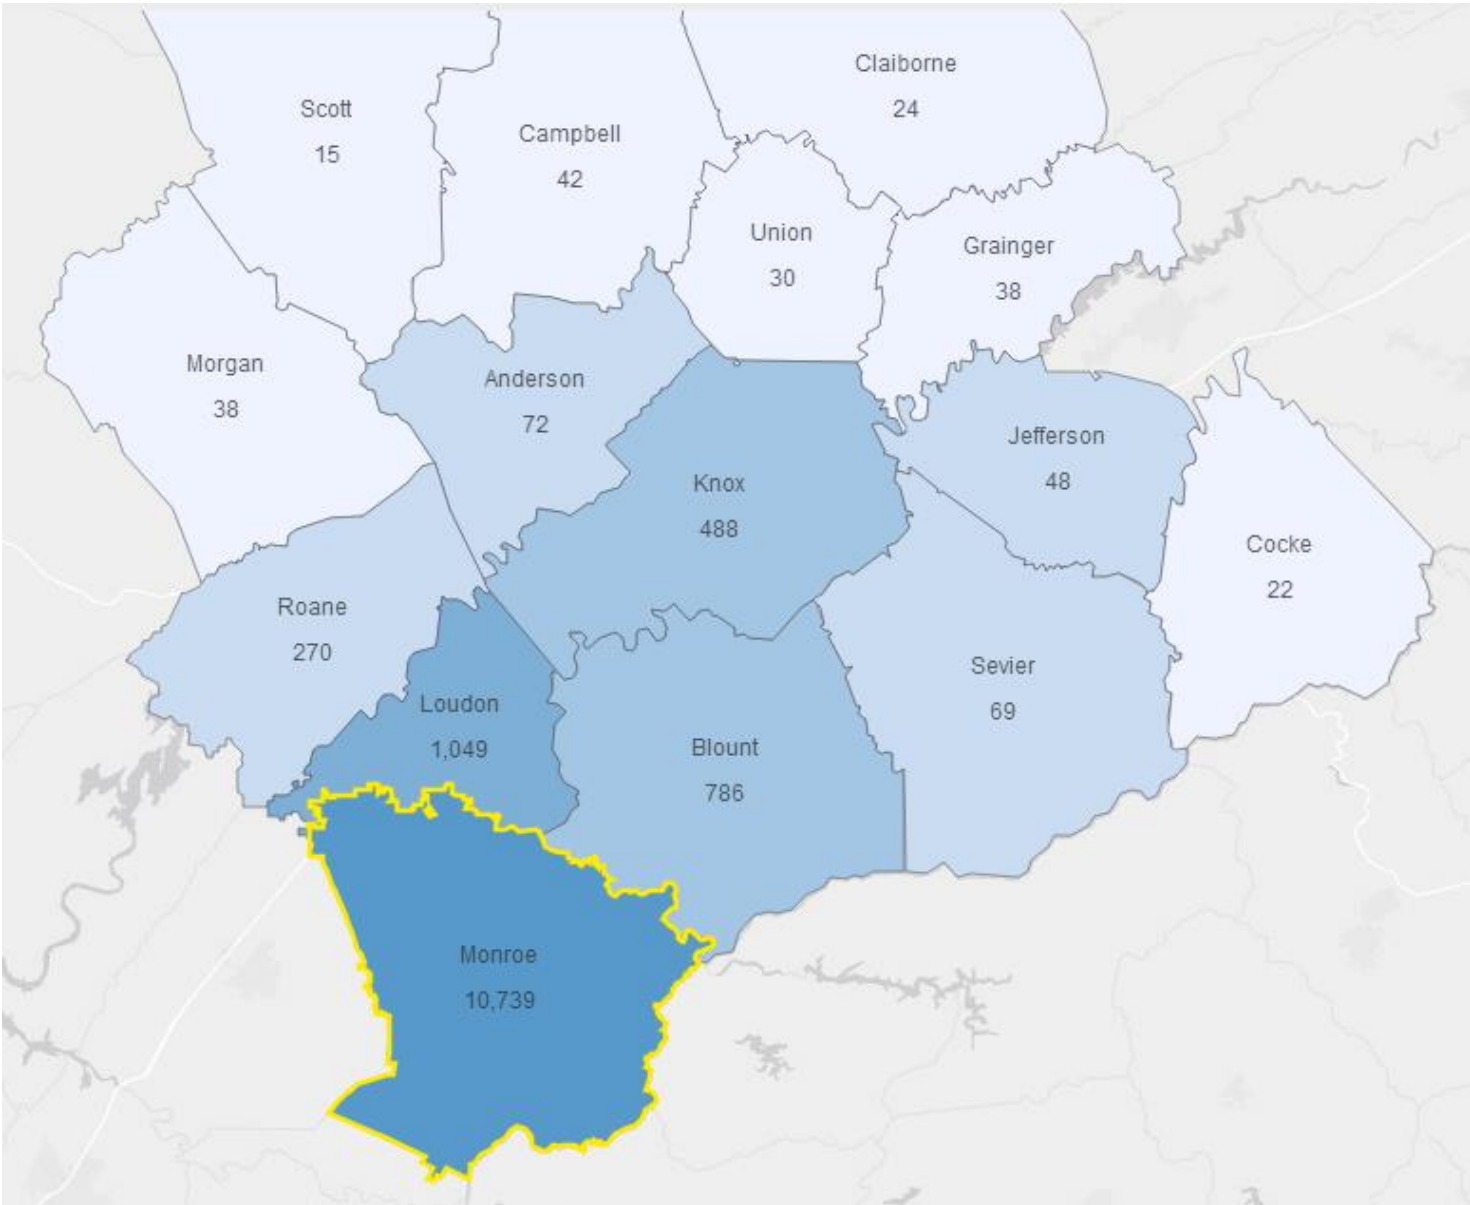 Claiborne
24
Scott
15
Campbell
42
Union
30
Grainger
38
Morgan
38
Anderson
72
Jefferson
48
Knox
488
Cocke
22
Roane
270
Sevier
69
Loudon
1,049
Blount
786
Monroe
10,739